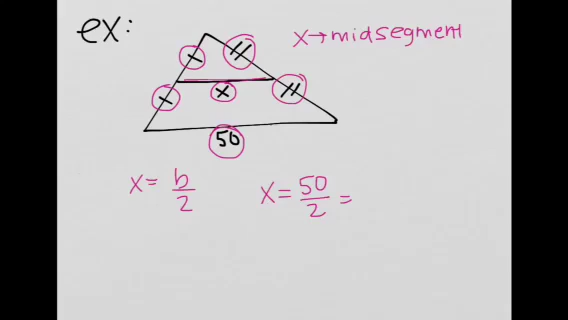 ex:
x→midsegment
x
50
x = b/2
x = 50/2 =